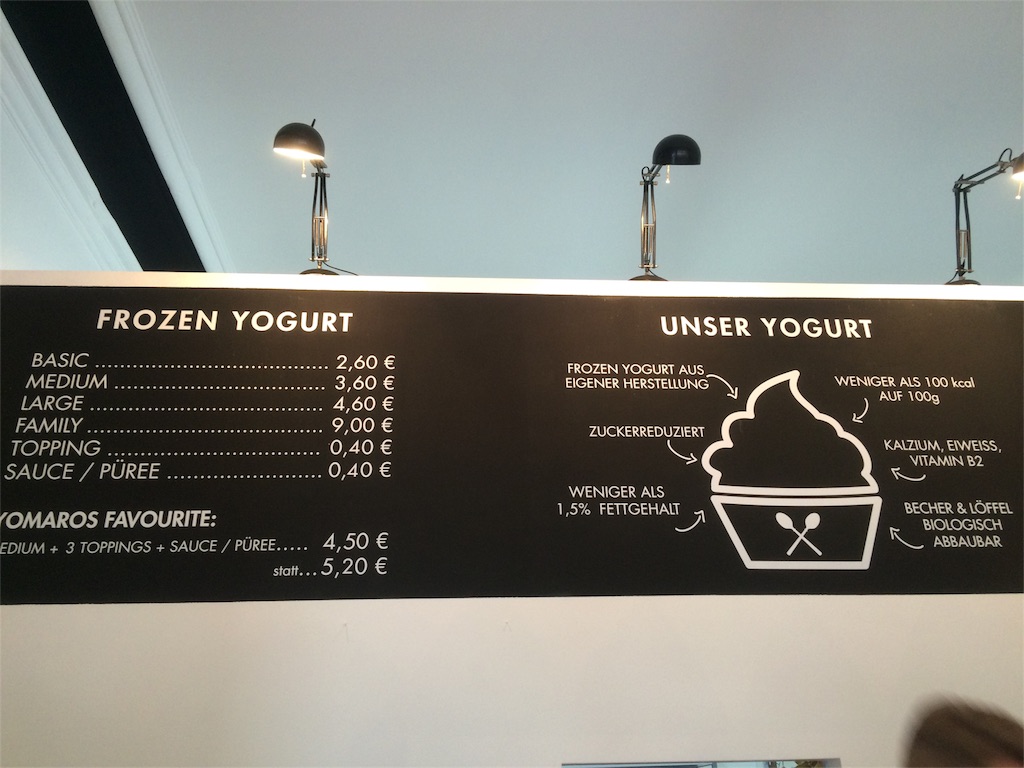 FROZEN YOGURT
BASIC .......................................... 2,60 €
MEDIUM ...................................... 3,60 €
LARGE .......................................... 4,60 €
FAMILY .......................................... 9,00 €
TOPPING ....................................... 0,40 €
SAUCE / PÜREE ............................ 0,40 €
YOMAROS FAVOURITE:
EDIUM + 3 TOPPINGS + SAUCE / PÜREE..... 4,50 €
statt... 5,20 €
UNSER YOGURT
FROZEN YOGURT AUS
EIGENER HERSTELLUNG
ZUCKERREDUZIERT
WENIGER ALS
1,5% FETTGEHALT
WENIGER ALS 100 kcal
AUF 100g
KALZIUM, EIWEISS,
VITAMIN B2
BECHER & LÖFFEL
BIOLOGISCH
ABBAUBAR